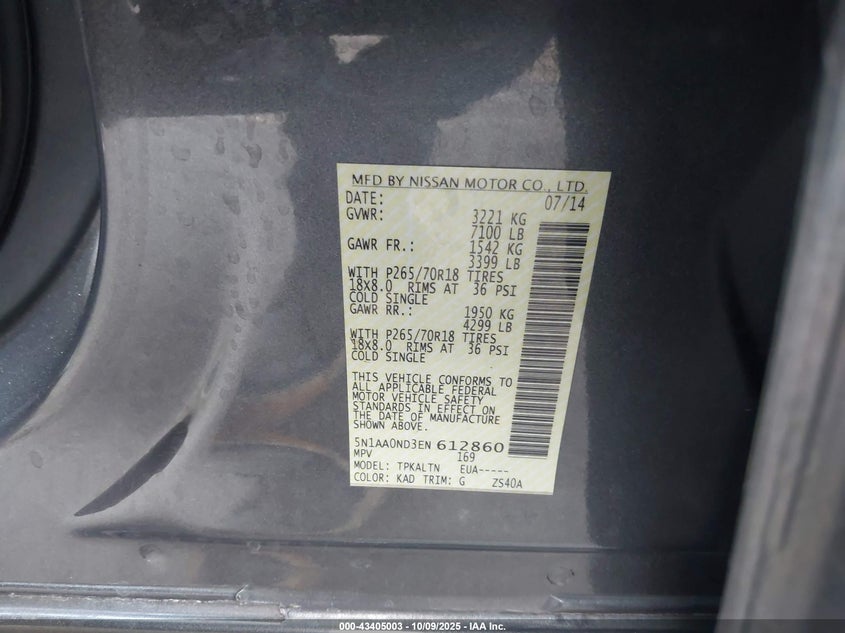 MFD BY NISSAN MOTOR CO., LTD.
DATE: 07/14
GVWR: 3221 KG
7100 LB
GAWR FR.: 1542 KG
3399 LB
WITH P265/70R18 TIRES
18X8.0 RIMS AT 36 PSI
COLD SINGLE
GAWR RR.: 1950 KG
4299 LB
WITH P265/70R18 TIRES
18X8.0 RIMS AT 36 PSI
COLD SINGLE
THIS VEHICLE CONFORMS TO
ALL APPLICABLE FEDERAL
MOTOR VEHICLE SAFETY
STANDARDS IN EFFECT ON
THE DATE OF MANUFACTURE
SHOWN ABOVE.
5N1AA0ND3EN 612860
MPV 169
MODEL: TPKALTN EUA-----
COLOR: KAD TRIM: G ZS40A
000-43405003 - 10/09/2025 - IAA Inc.